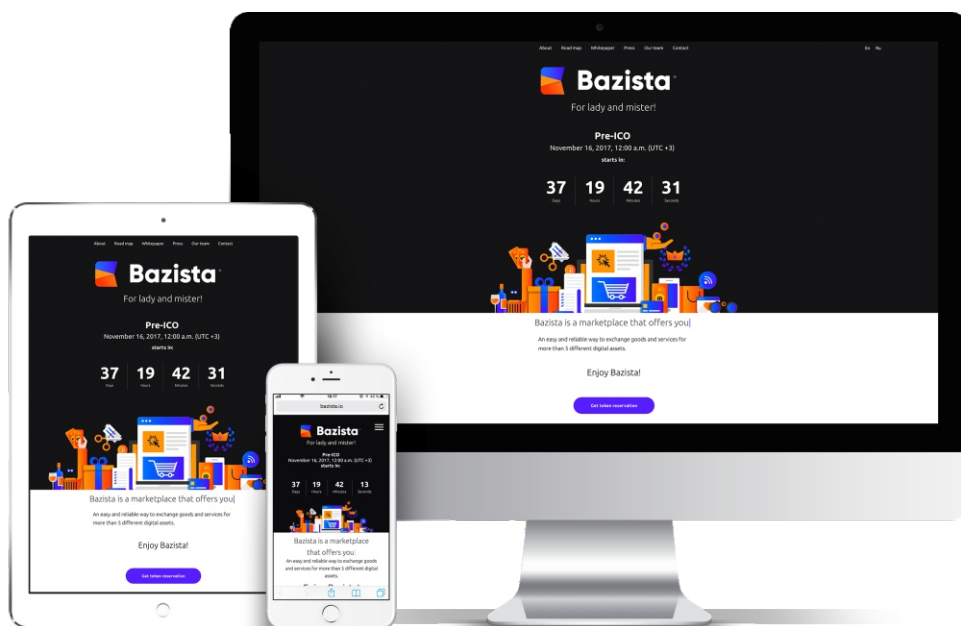 About Road map Whitepaper Press Our team Contact En Ru
Bazista
For lady and mister!
Pre-ICO
November 16, 2017, 12:00 a.m. (UTC +3)
starts in:
37 19 42 31
Days Hours Minutes Seconds
Bazista is a marketplace that offers you|
An easy and reliable way to exchange goods and services for
more than 5 different digital assets.
Enjoy Bazista!
Get token reservation
About Road map Whitepaper Press Our team Contact
Bazista
For lady and mister!
Pre-ICO
November 16, 2017, 12:00 a.m. (UTC +3)
starts in:
37 19 42 31
Days Hours Minutes Seconds
Bazista is a marketplace that offers you|
An easy and reliable way to exchange goods and services for
more than 5 different digital assets.
Enjoy Bazista!
Get token reservation
bazista.io
Bazista
For lady and mister!
Pre-ICO
November 16, 2017, 12:00 a.m. (UTC +3)
starts in:
37 19 42 13
Days Hours Minutes Seconds
Bazista is a marketplace
that offers you
An easy and reliable way to exchange goods
and services for more than 5 different digital
assets.
Enjoy Bazista!